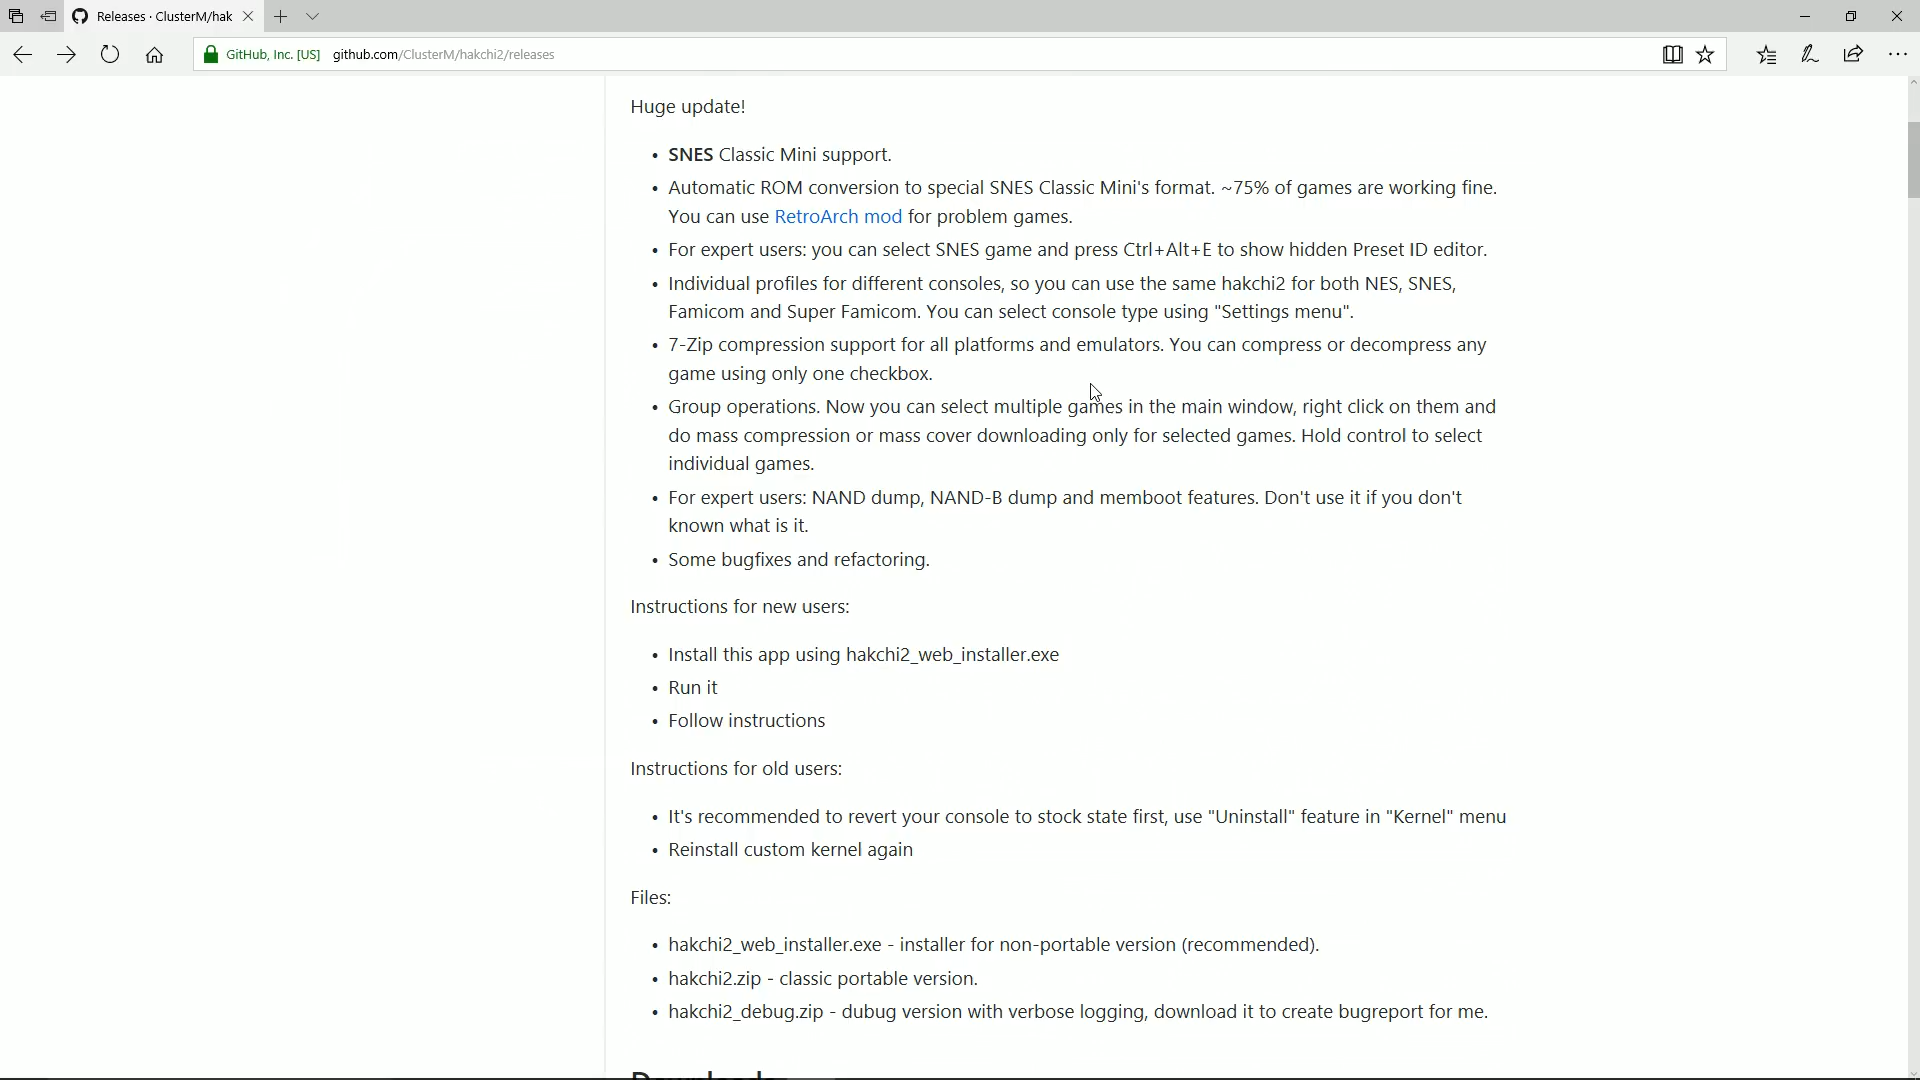 Releases · ClusterM/hak
GitHub, Inc. [US] github.com/ClusterM/hakchi2/releases
Huge update!
• SNES Classic Mini support.
• Automatic ROM conversion to special SNES Classic Mini's format. ~75% of games are working fine.
You can use RetroArch mod for problem games.
• For expert users: you can select SNES game and press Ctrl+Alt+E to show hidden Preset ID editor.
• Individual profiles for different consoles, so you can use the same hakchi2 for both NES, SNES,
Famicom and Super Famicom. You can select console type using "Settings menu".
• 7-Zip compression support for all platforms and emulators. You can compress or decompress any
game using only one checkbox.
• Group operations. Now you can select multiple games in the main window, right click on them and
do mass compression or mass cover downloading only for selected games. Hold control to select
individual games.
• For expert users: NAND dump, NAND-B dump and memboot features. Don't use it if you don't
known what is it.
• Some bugfixes and refactoring.
Instructions for new users:
• Install this app using hakchi2_web_installer.exe
• Run it
• Follow instructions
Instructions for old users:
• It's recommended to revert your console to stock state first, use "Uninstall" feature in "Kernel" menu
• Reinstall custom kernel again
Files:
• hakchi2_web_installer.exe - installer for non-portable version (recommended).
• hakchi2.zip - classic portable version.
• hakchi2_debug.zip - dubug version with verbose logging, download it to create bugreport for me.